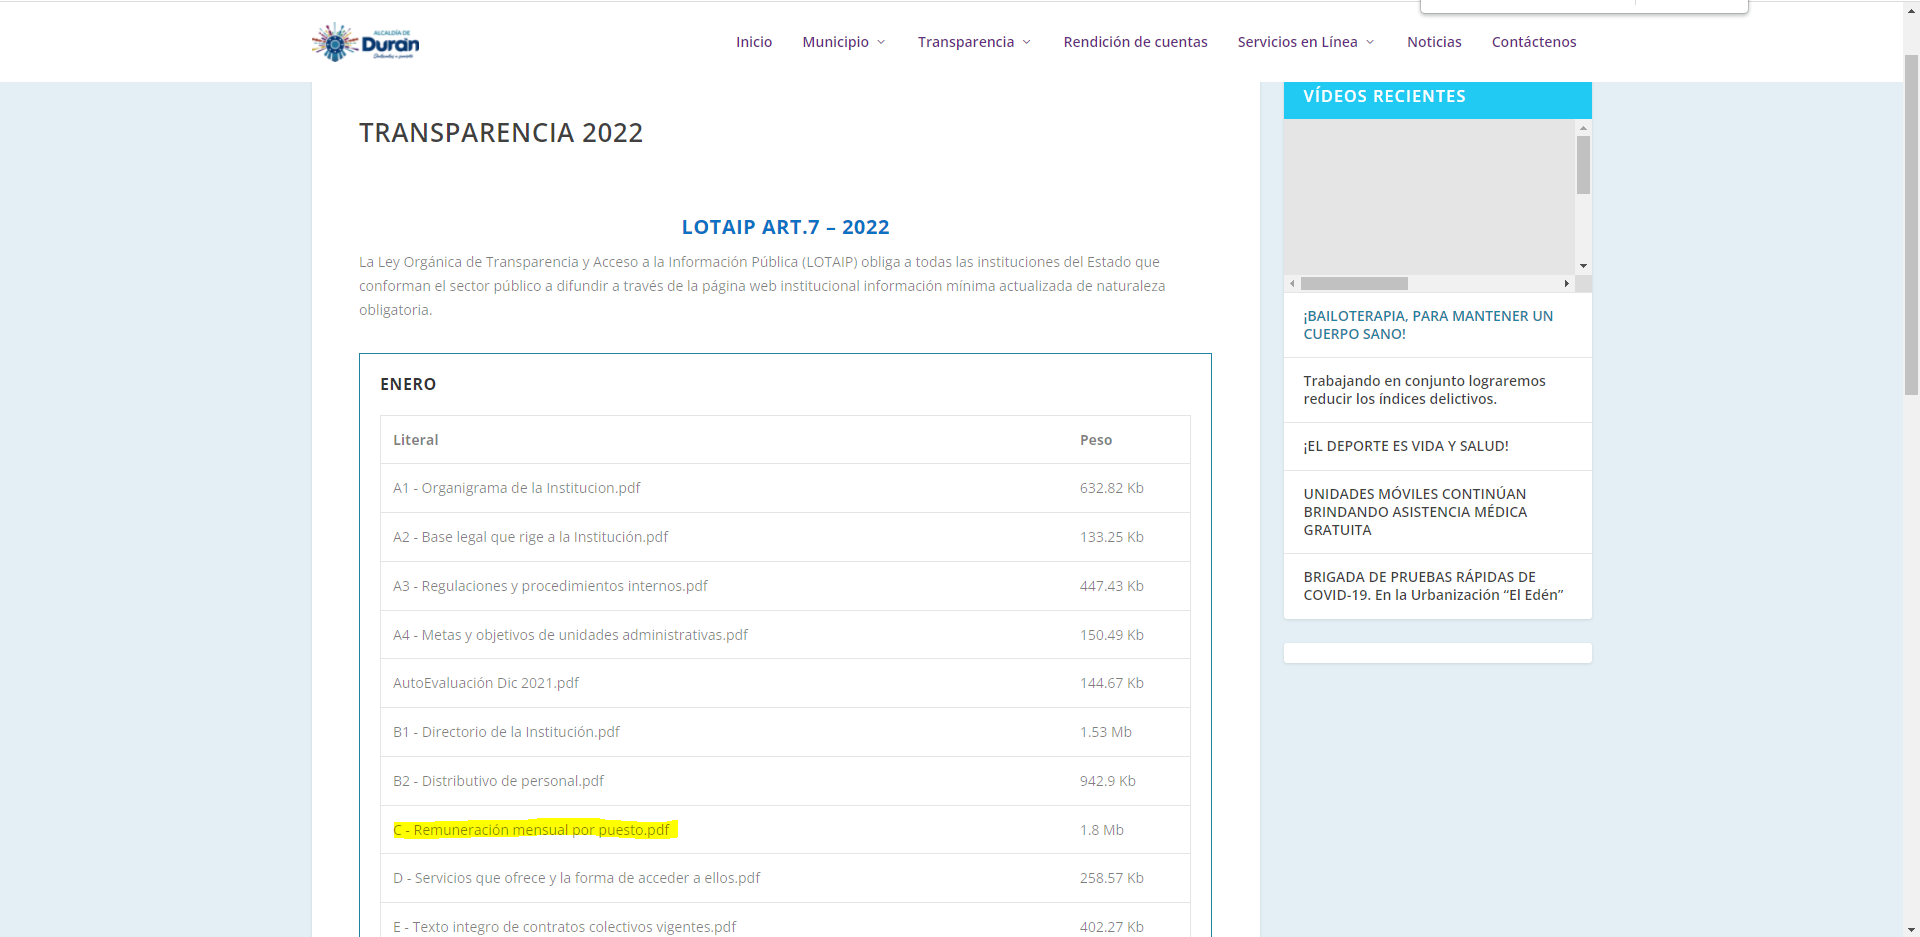 ALCALDÍA DE
Durán
Inicio
Municipio
Transparencia
Rendición de cuentas
Servicios en Línea
Noticias
Contáctenos
TRANSPARENCIA 2022
LOTAIP ART.7 – 2022
La Ley Orgánica de Transparencia y Acceso a la Información Pública (LOTAIP) obliga a todas las instituciones del Estado que
conforman el sector público a difundir a través de la página web institucional información mínima actualizada de naturaleza
obligatoria.
ENERO
Literal Peso
A1 - Organigrama de la Institucion.pdf 632.82 Kb
A2 - Base legal que rige a la Institución.pdf 133.25 Kb
A3 - Regulaciones y procedimientos internos.pdf 447.43 Kb
A4 - Metas y objetivos de unidades administrativas.pdf 150.49 Kb
AutoEvaluación Dic 2021.pdf 144.67 Kb
B1 - Directorio de la Institución.pdf 1.53 Mb
B2 - Distributivo de personal.pdf 942.9 Kb
C - Remuneración mensual por puesto.pdf 1.8 Mb
D - Servicios que ofrece y la forma de acceder a ellos.pdf 258.57 Kb
E - Texto integro de contratos colectivos vigentes.pdf 402.27 Kb
VÍDEOS RECIENTES
¡BAILOTERAPIA, PARA MANTENER UN
CUERPO SANO!
Trabajando en conjunto lograremos
reducir los índices delictivos.
¡EL DEPORTE ES VIDA Y SALUD!
UNIDADES MÓVILES CONTINÚAN
BRINDANDO ASISTENCIA MÉDICA
GRATUITA
BRIGADA DE PRUEBAS RÁPIDAS DE
COVID-19. En la Urbanización “El Edén”